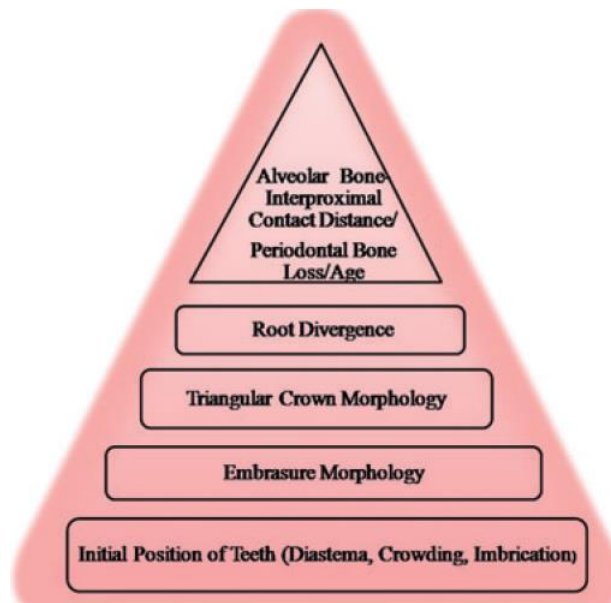 Alveolar Bone-
Interproximal
Contact Distance/
Periodontal Bone
Loss/Age
Root Divergence
Triangular Crown Morphology
Embrasure Morphology
Initial Position of Teeth (Diastema, Crowding, Imbrication)